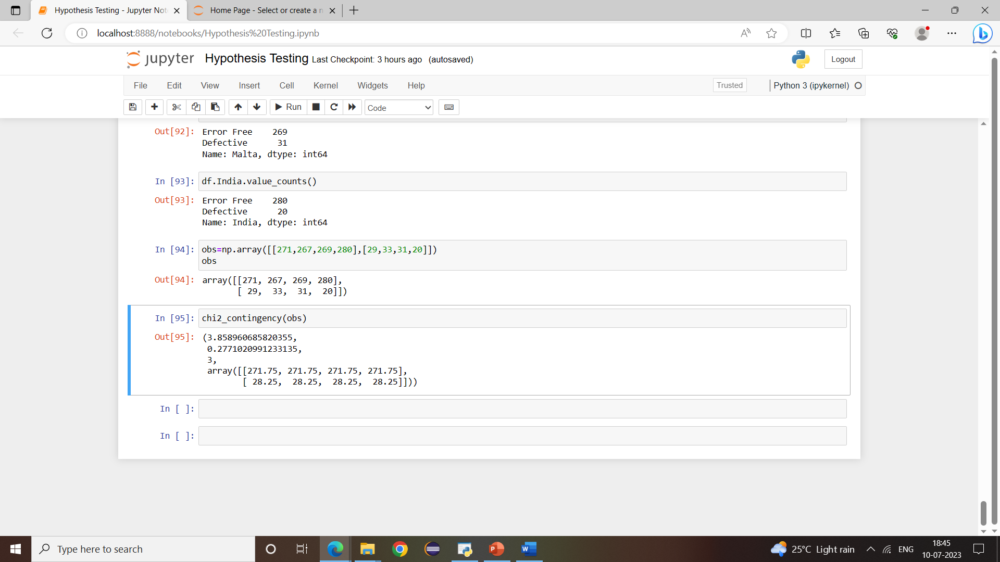 Hypothesis Testing - Jupyter Not
Home Page - Select or create a n
localhost:8888/notebooks/Hypothesis%20Testing.ipynb
jupyter Hypothesis Testing Last Checkpoint: 3 hours ago (autosaved)
Logout
File Edit View Insert Cell Kernel Widgets Help
Trusted
Python 3 (ipykernel)
Run
Code
Out[92]: Error Free    269
Defective      31
Name: Malta, dtype: int64
In [93]: df.India.value_counts()
Out[93]: Error Free    280
Defective      20
Name: India, dtype: int64
In [94]: obs=np.array([[271,267,269,280],[29,33,31,20]])
obs
Out[94]: array([[271, 267, 269, 280],
[ 29,  33,  31,  20]])
In [95]: chi2_contingency(obs)
Out[95]: (3.858960685820355,
0.2771020991233135,
3,
array([[271.75, 271.75, 271.75, 271.75],
[ 28.25,  28.25,  28.25,  28.25]]))
In [ ]:
In [ ]:
Type here to search
25°C Light rain
ENG
18:45
10-07-2023